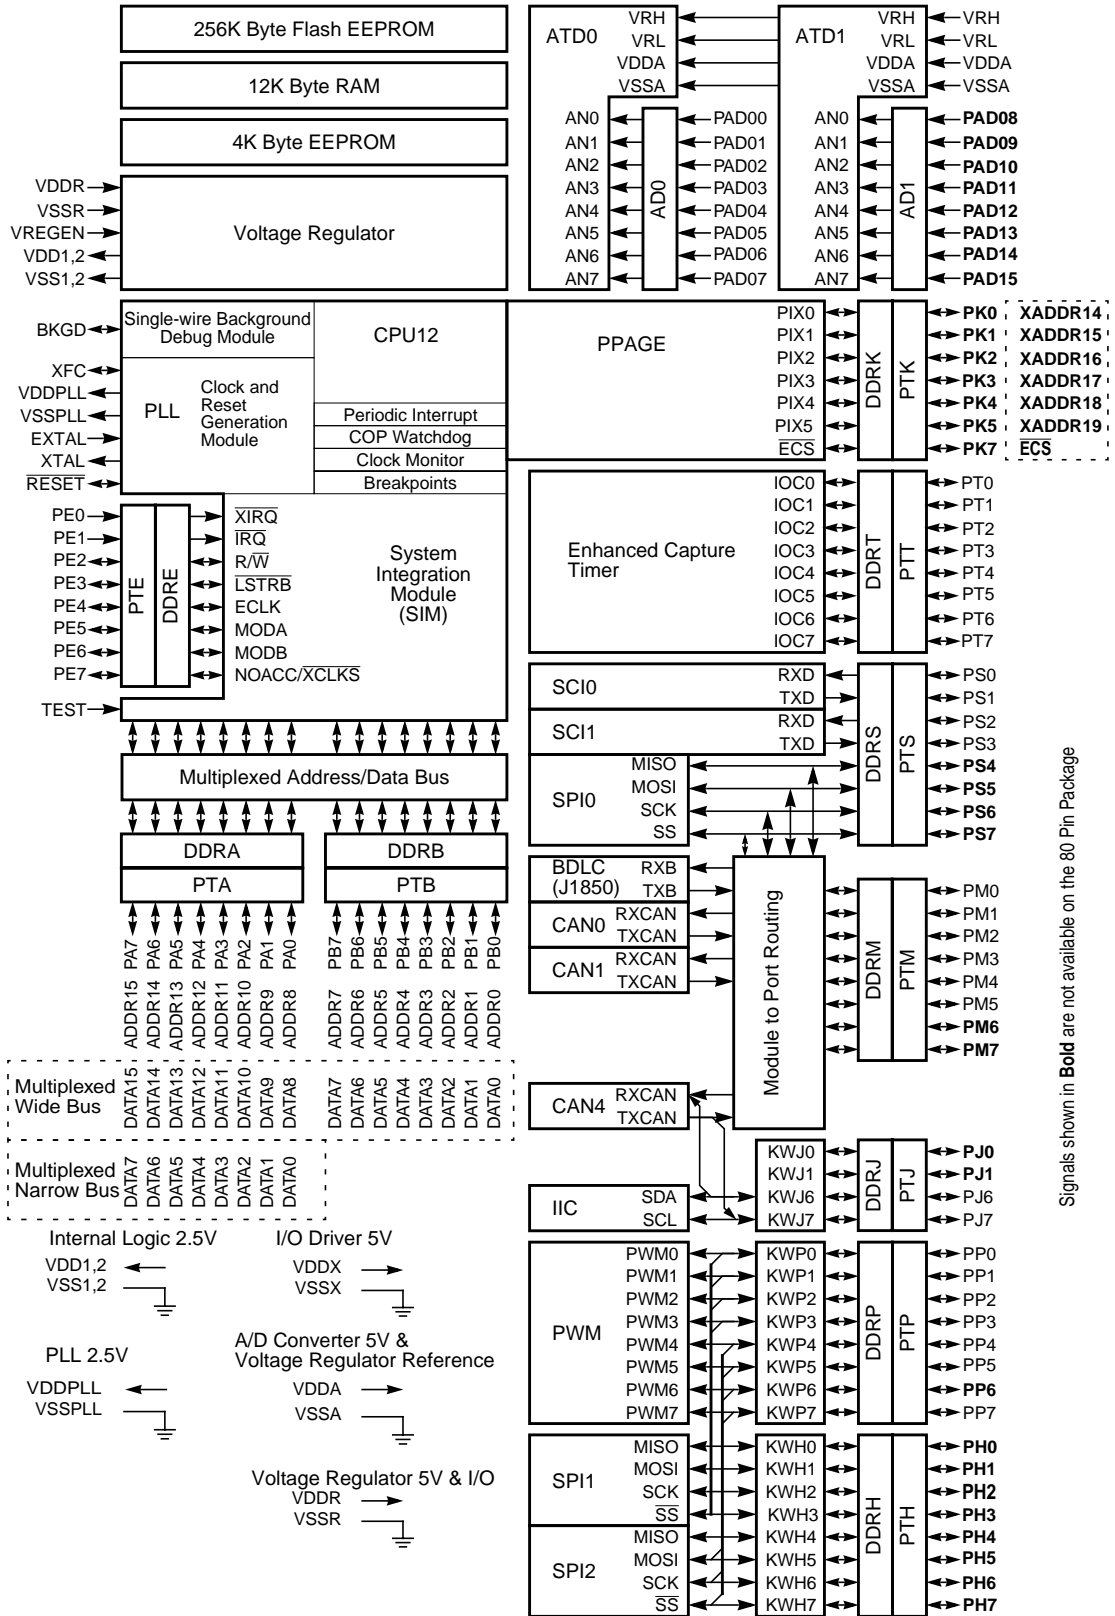 256K Byte Flash EEPROM
12K Byte RAM
4K Byte EEPROM
VDDR
VSSR
VREGEN
VDD1,2
VSS1,2
Voltage Regulator
ATD0
VRH
VRL
VDDA
VSSA
AN0
AN1
AN2
AN3
AN4
AN5
AN6
AN7
AD0
PAD00
PAD01
PAD02
PAD03
PAD04
PAD05
PAD06
PAD07
ATD1
VRH
VRL
VDDA
VSSA
AN0
AN1
AN2
AN3
AN4
AN5
AN6
AN7
AD1
VRH
VRL
VDDA
VSSA
PAD08
PAD09
PAD10
PAD11
PAD12
PAD13
PAD14
PAD15
BKGD
XFC
VDDPLL
VSSPLL
EXTAL
XTAL
RESET
Single-wire Background
Debug Module
CPU12
PLL
Clock and
Reset
Generation
Module
Periodic Interrupt
COP Watchdog
Clock Monitor
Breakpoints
PPAGE
PIX0
PIX1
PIX2
PIX3
PIX4
PIX5
ECS
DDRK
PTK
PK0 XADDR14
PK1 XADDR15
PK2 XADDR16
PK3 XADDR17
PK4 XADDR18
PK5 XADDR19
PK7 ECS
PE0
PE1
PE2
PE3
PE4
PE5
PE6
PE7
TEST
PTE
DDRE
XIRQ
IRQ
R/W
LSTRB
ECLK
MODA
MODB
NOACC/XCLKS
System
Integration
Module
(SIM)
Enhanced Capture
Timer
IOC0
IOC1
IOC2
IOC3
IOC4
IOC5
IOC6
IOC7
DDRT
PTT
PT0
PT1
PT2
PT3
PT4
PT5
PT6
PT7
SCI0
RXD
TXD
SCI1
RXD
TXD
SPI0
MISO
MOSI
SCK
SS
DDRS
PTS
PS0
PS1
PS2
PS3
PS4
PS5
PS6
PS7
Multiplexed Address/Data Bus
DDRA
PTA
DDRB
PTB
PA7
PA6
PA5
PA4
PA3
PA2
PA1
PA0
PB7
PB6
PB5
PB4
PB3
PB2
PB1
PB0
ADDR15
ADDR14
ADDR13
ADDR12
ADDR11
ADDR10
ADDR9
ADDR8
ADDR7
ADDR6
ADDR5
ADDR4
ADDR3
ADDR2
ADDR1
ADDR0
Multiplexed
Wide Bus
DATA15
DATA14
DATA13
DATA12
DATA11
DATA10
DATA9
DATA8
DATA7
DATA6
DATA5
DATA4
DATA3
DATA2
DATA1
DATA0
Multiplexed
Narrow Bus
DATA7
DATA6
DATA5
DATA4
DATA3
DATA2
DATA1
DATA0
BDLC
(J1850)
RXB
TXB
CAN0
RXCAN
TXCAN
CAN1
RXCAN
TXCAN
CAN4
RXCAN
TXCAN
Module to Port Routing
DDRM
PTM
PM0
PM1
PM2
PM3
PM4
PM5
PM6
PM7
IIC
SDA
SCL
KWJ0
KWJ1
KWJ6
KWJ7
DDRJ
PTJ
PJ0
PJ1
PJ6
PJ7
Internal Logic 2.5V
VDD1,2
VSS1,2
I/O Driver 5V
VDDX
VSSX
PLL 2.5V
VDDPLL
VSSPLL
A/D Converter 5V &
Voltage Regulator Reference
VDDA
VSSA
Voltage Regulator 5V & I/O
VDDR
VSSR
PWM
PWM0
PWM1
PWM2
PWM3
PWM4
PWM5
PWM6
PWM7
KWP0
KWP1
KWP2
KWP3
KWP4
KWP5
KWP6
KWP7
DDRP
PTP
PP0
PP1
PP2
PP3
PP4
PP5
PP6
PP7
SPI1
MISO
MOSI
SCK
SS
SPI2
MISO
MOSI
SCK
SS
KWH0
KWH1
KWH2
KWH3
KWH4
KWH5
KWH6
KWH7
DDRH
PTH
PH0
PH1
PH2
PH3
PH4
PH5
PH6
PH7
Signals shown in Bold are not available on the 80 Pin Package